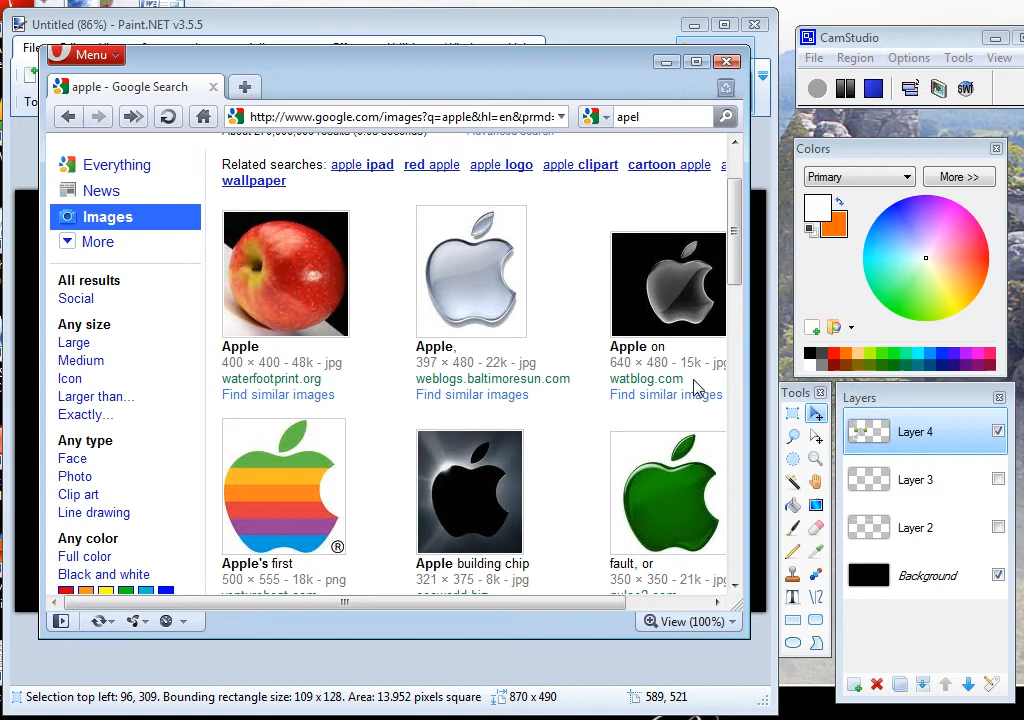 Untitled (86%) - Paint.NET v3.5.5
File
To
Menu
apple - Google Search
http://www.google.com/images?q=apple&hl=en&prmd:
apel
Advanced search
Everything
News
Images
More
All results
Social
Any size
Large
Medium
Icon
Larger than...
Exactly...
Any type
Face
Photo
Clip art
Line drawing
Any color
Full color
Black and white
Related searches: apple ipad red apple apple logo apple clipart cartoon apple a
wallpaper
Apple
400 × 400 - 48k - jpg
waterfootprint.org
Find similar images
Apple,
397 × 480 - 22k - jpg
weblogs.baltimoresun.com
Find similar images
Apple on
640 × 480 - 15k - jpg
watblog.com
Find similar images
®
Apple's first
500 × 555 - 18k - png
Apple building chip
321 × 375 - 8k - jpg
fault, or
350 × 350 - 21k - jpg
View (100%)
Selection top left: 96, 309. Bounding rectangle size: 109 x 128. Area: 13.952 pixels square
870 x 490
589, 521
CamStudio
File Region Options Tools View
SWF
Colors
Primary
More >>
Tools
Layers
Layer 4
Layer 3
Layer 2
Background